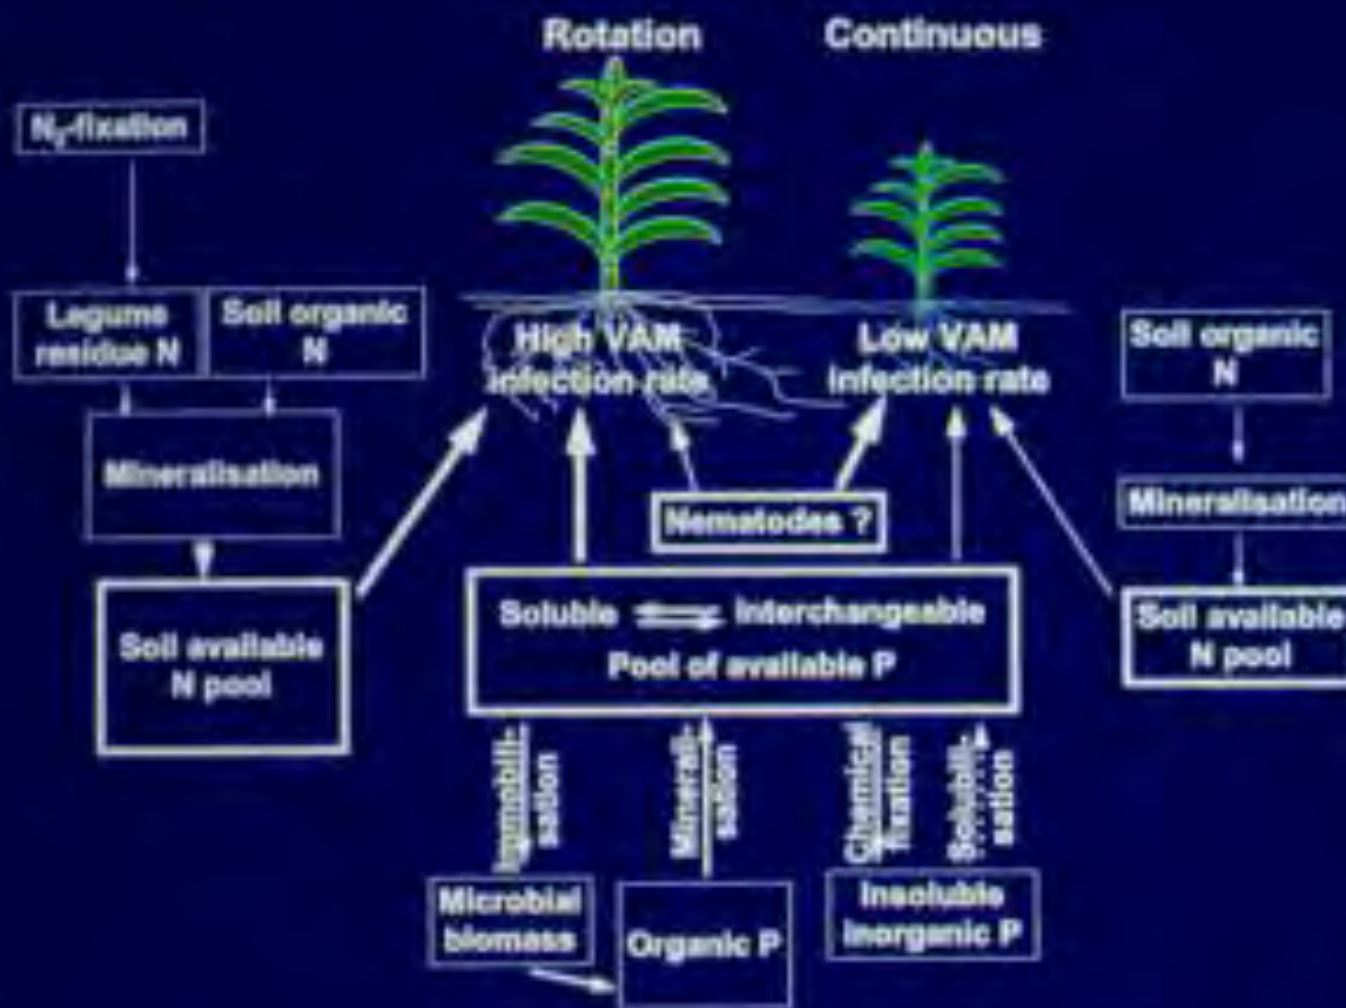 Rotation
Continuous
N₂-fixation
Legume
residue N
Soil organic
N
High VAM
infection rate
Low VAM
infection rate
Soil organic
N
Mineralisation
Nematodes ?
Mineralisation
Soil available
N pool
Soluble
Interchangeable
Pool of available P
Soil available
N pool
Immobili-
sation
Minerali-
sation
Chemical
fixation
Solubili-
sation
Microbial
biomass
Organic P
Insoluble
inorganic P